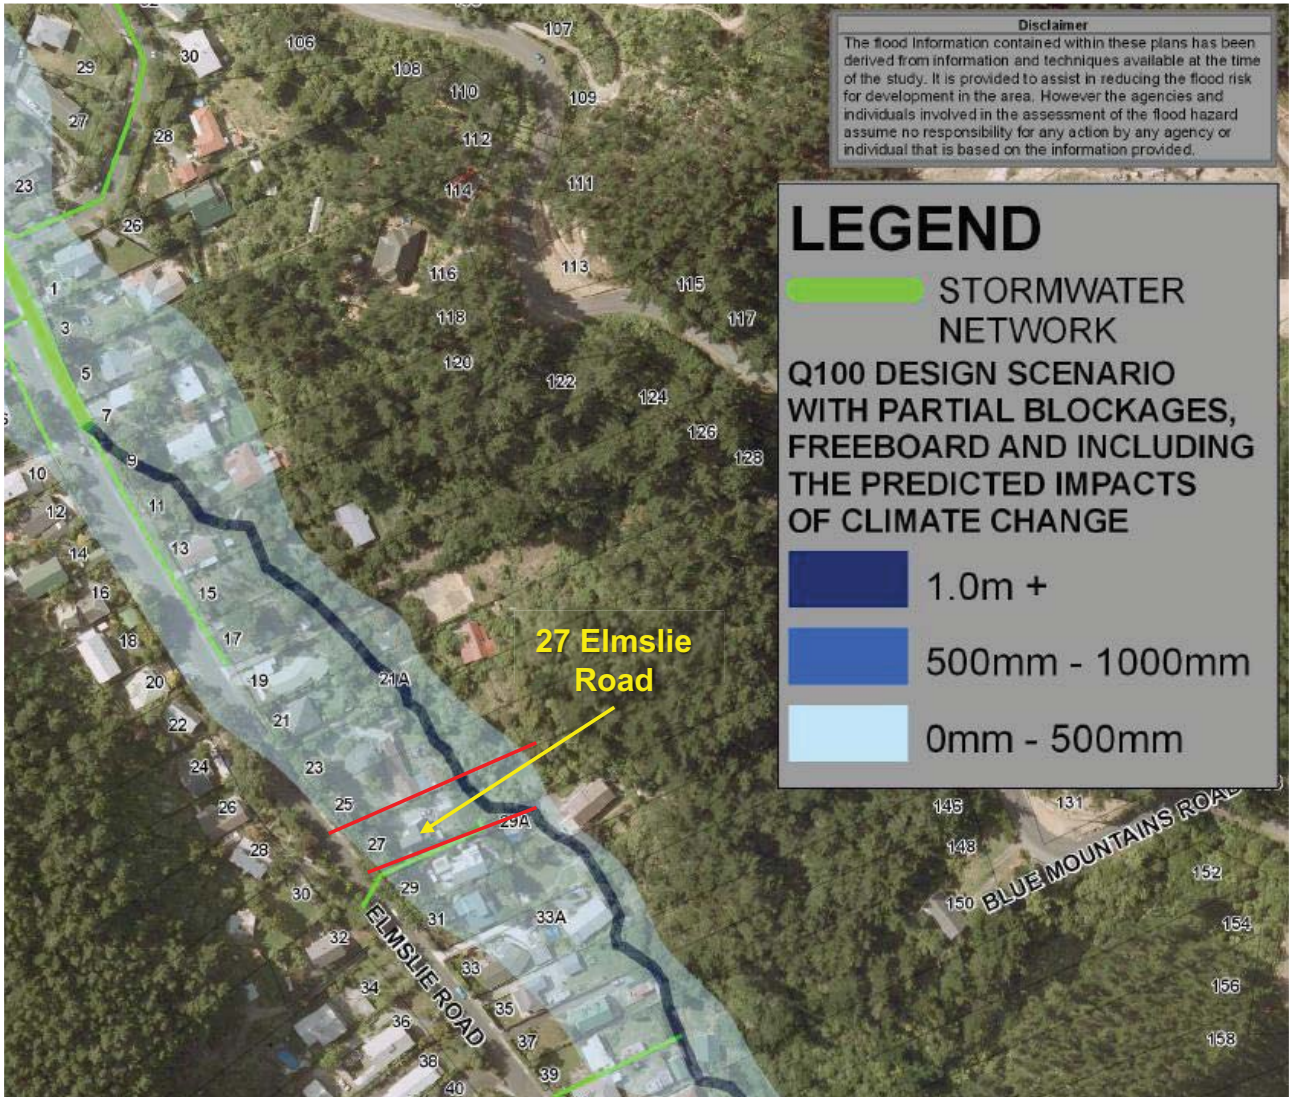 Disclaimer
The flood Information contained within these plans has been
derived from information and techniques available at the time
of the study. It is provided to assist in reducing the flood risk
for development in the area. However the agencies and
individuals involved in the assessment of the flood hazard
assume no responsibility for any action by any agency or
individual that is based on the information provided.
LEGEND
STORMWATER
NETWORK
Q100 DESIGN SCENARIO
WITH PARTIAL BLOCKAGES,
FREEBOARD AND INCLUDING
THE PREDICTED IMPACTS
OF CLIMATE CHANGE
1.0m +
500mm - 1000mm
0mm - 500mm
27 Elmslie
Road
ELMSLIE ROAD
BLUE MOUNTAINS ROAD
107
30
106
29
108
110
109
27
28
112
23
114
111
26
116
113
1
115
3
118
117
120
5
122
124
7
126
9
128
10
11
12
13
14
15
16
17
18
19
21A
20
21
22
23
24
25
26
27
29A
28
29
30
31
33A
32
33
34
35
36
37
38
39
40
146
131
148
150
152
154
156
158